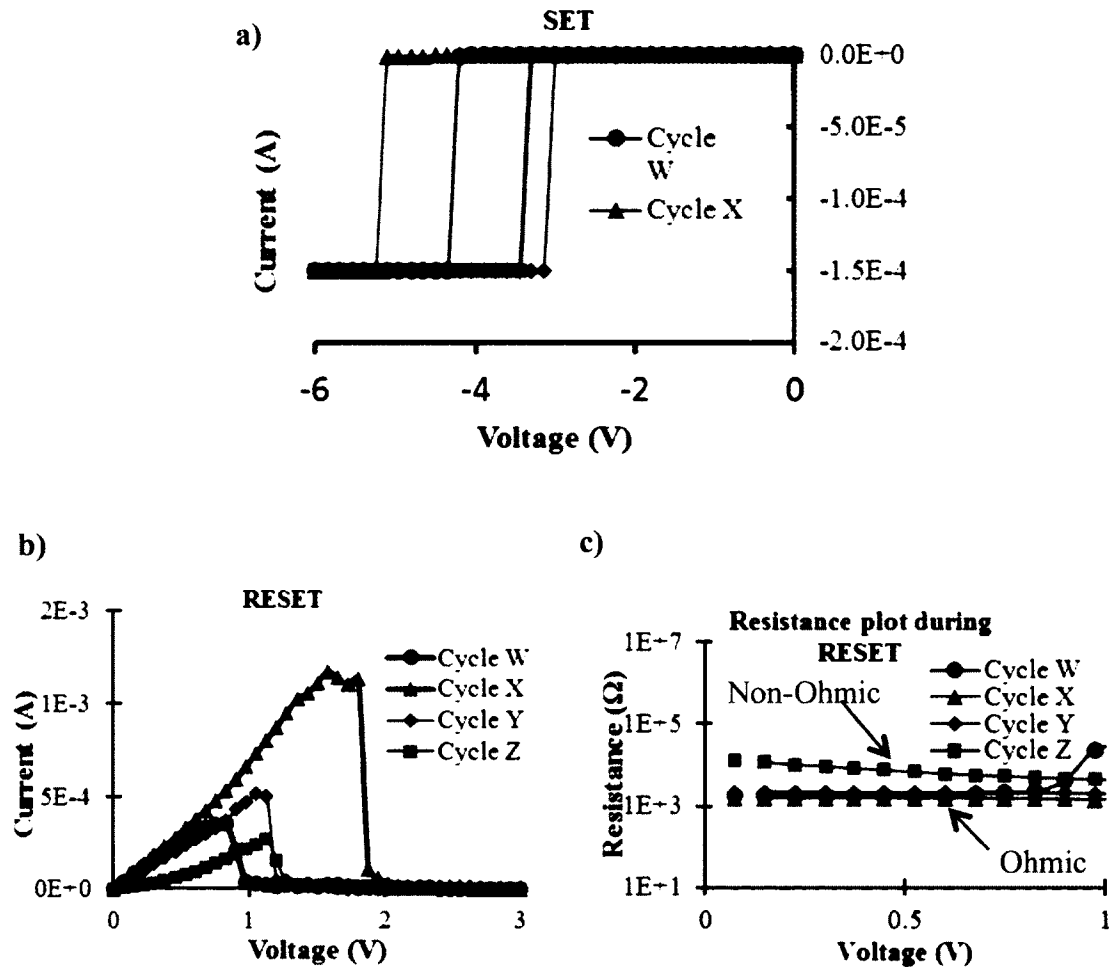 a)
SET
0.0E+0
-5.0E-5
-1.0E-4
-1.5E-4
-2.0E-4
Current (A)
Cycle
W
Cycle X
-6
-4
-2
0
Voltage (V)
b)
RESET
2E-3
1E-3
5E-4
0E+0
Current (A)
Cycle W
Cycle X
Cycle Y
Cycle Z
0
1
2
3
Voltage (V)
c)
Resistance plot during
RESET
1E+7
1E+5
1E+3
1E+1
Resistance (Ω)
Non-Ohmic
Cycle W
Cycle X
Cycle Y
Cycle Z
Ohmic
0
0.5
1
Voltage (V)